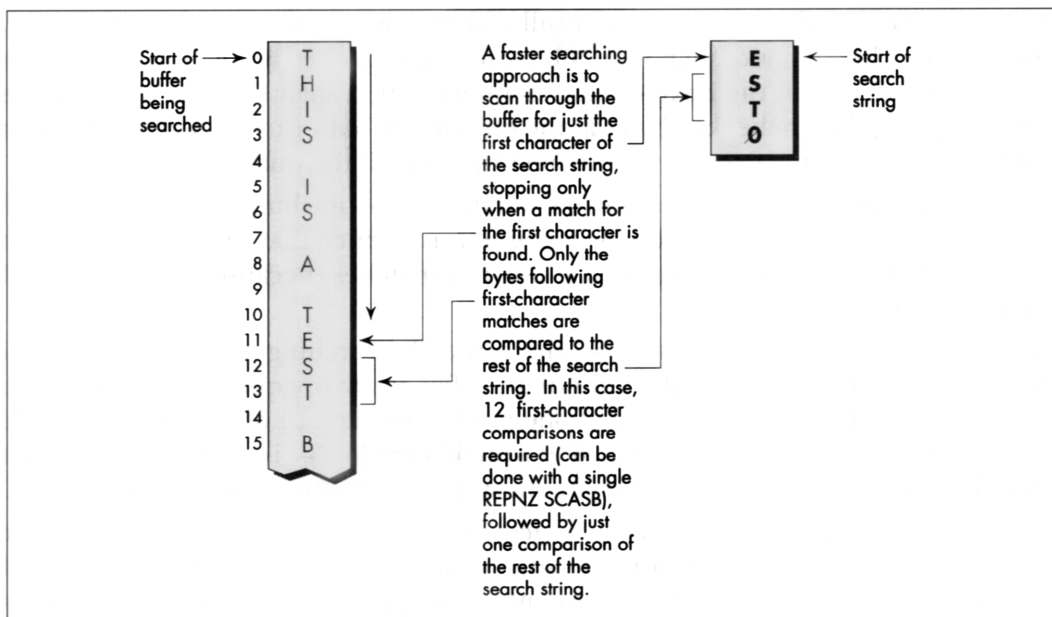 Start of
buffer
being
searched
0 T
1 H
2 I
3 S
4
5 I
6 S
7
8 A
9
10 T
11 E
12 S
13 T
14
15 B
A faster searching
approach is to
scan through the
buffer for just the
first character of
the search string,
stopping only
when a match for
the first character is
found. Only the
bytes following
first-character
matches are
compared to the
rest of the search
string. In this case,
12 first-character
comparisons are
required (can be
done with a single
REPNZ SCASB),
followed by just
one comparison of
the rest of the
search string.
E
S
T
0
Start of
search
string